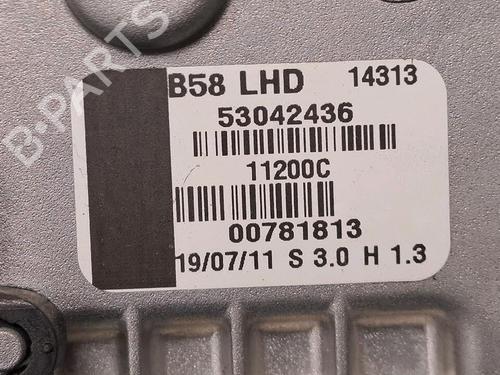 B58 LHD 14313
53042436
11200C
00781813
19/07/11 S 3.0 H 1.3
B-PARTS